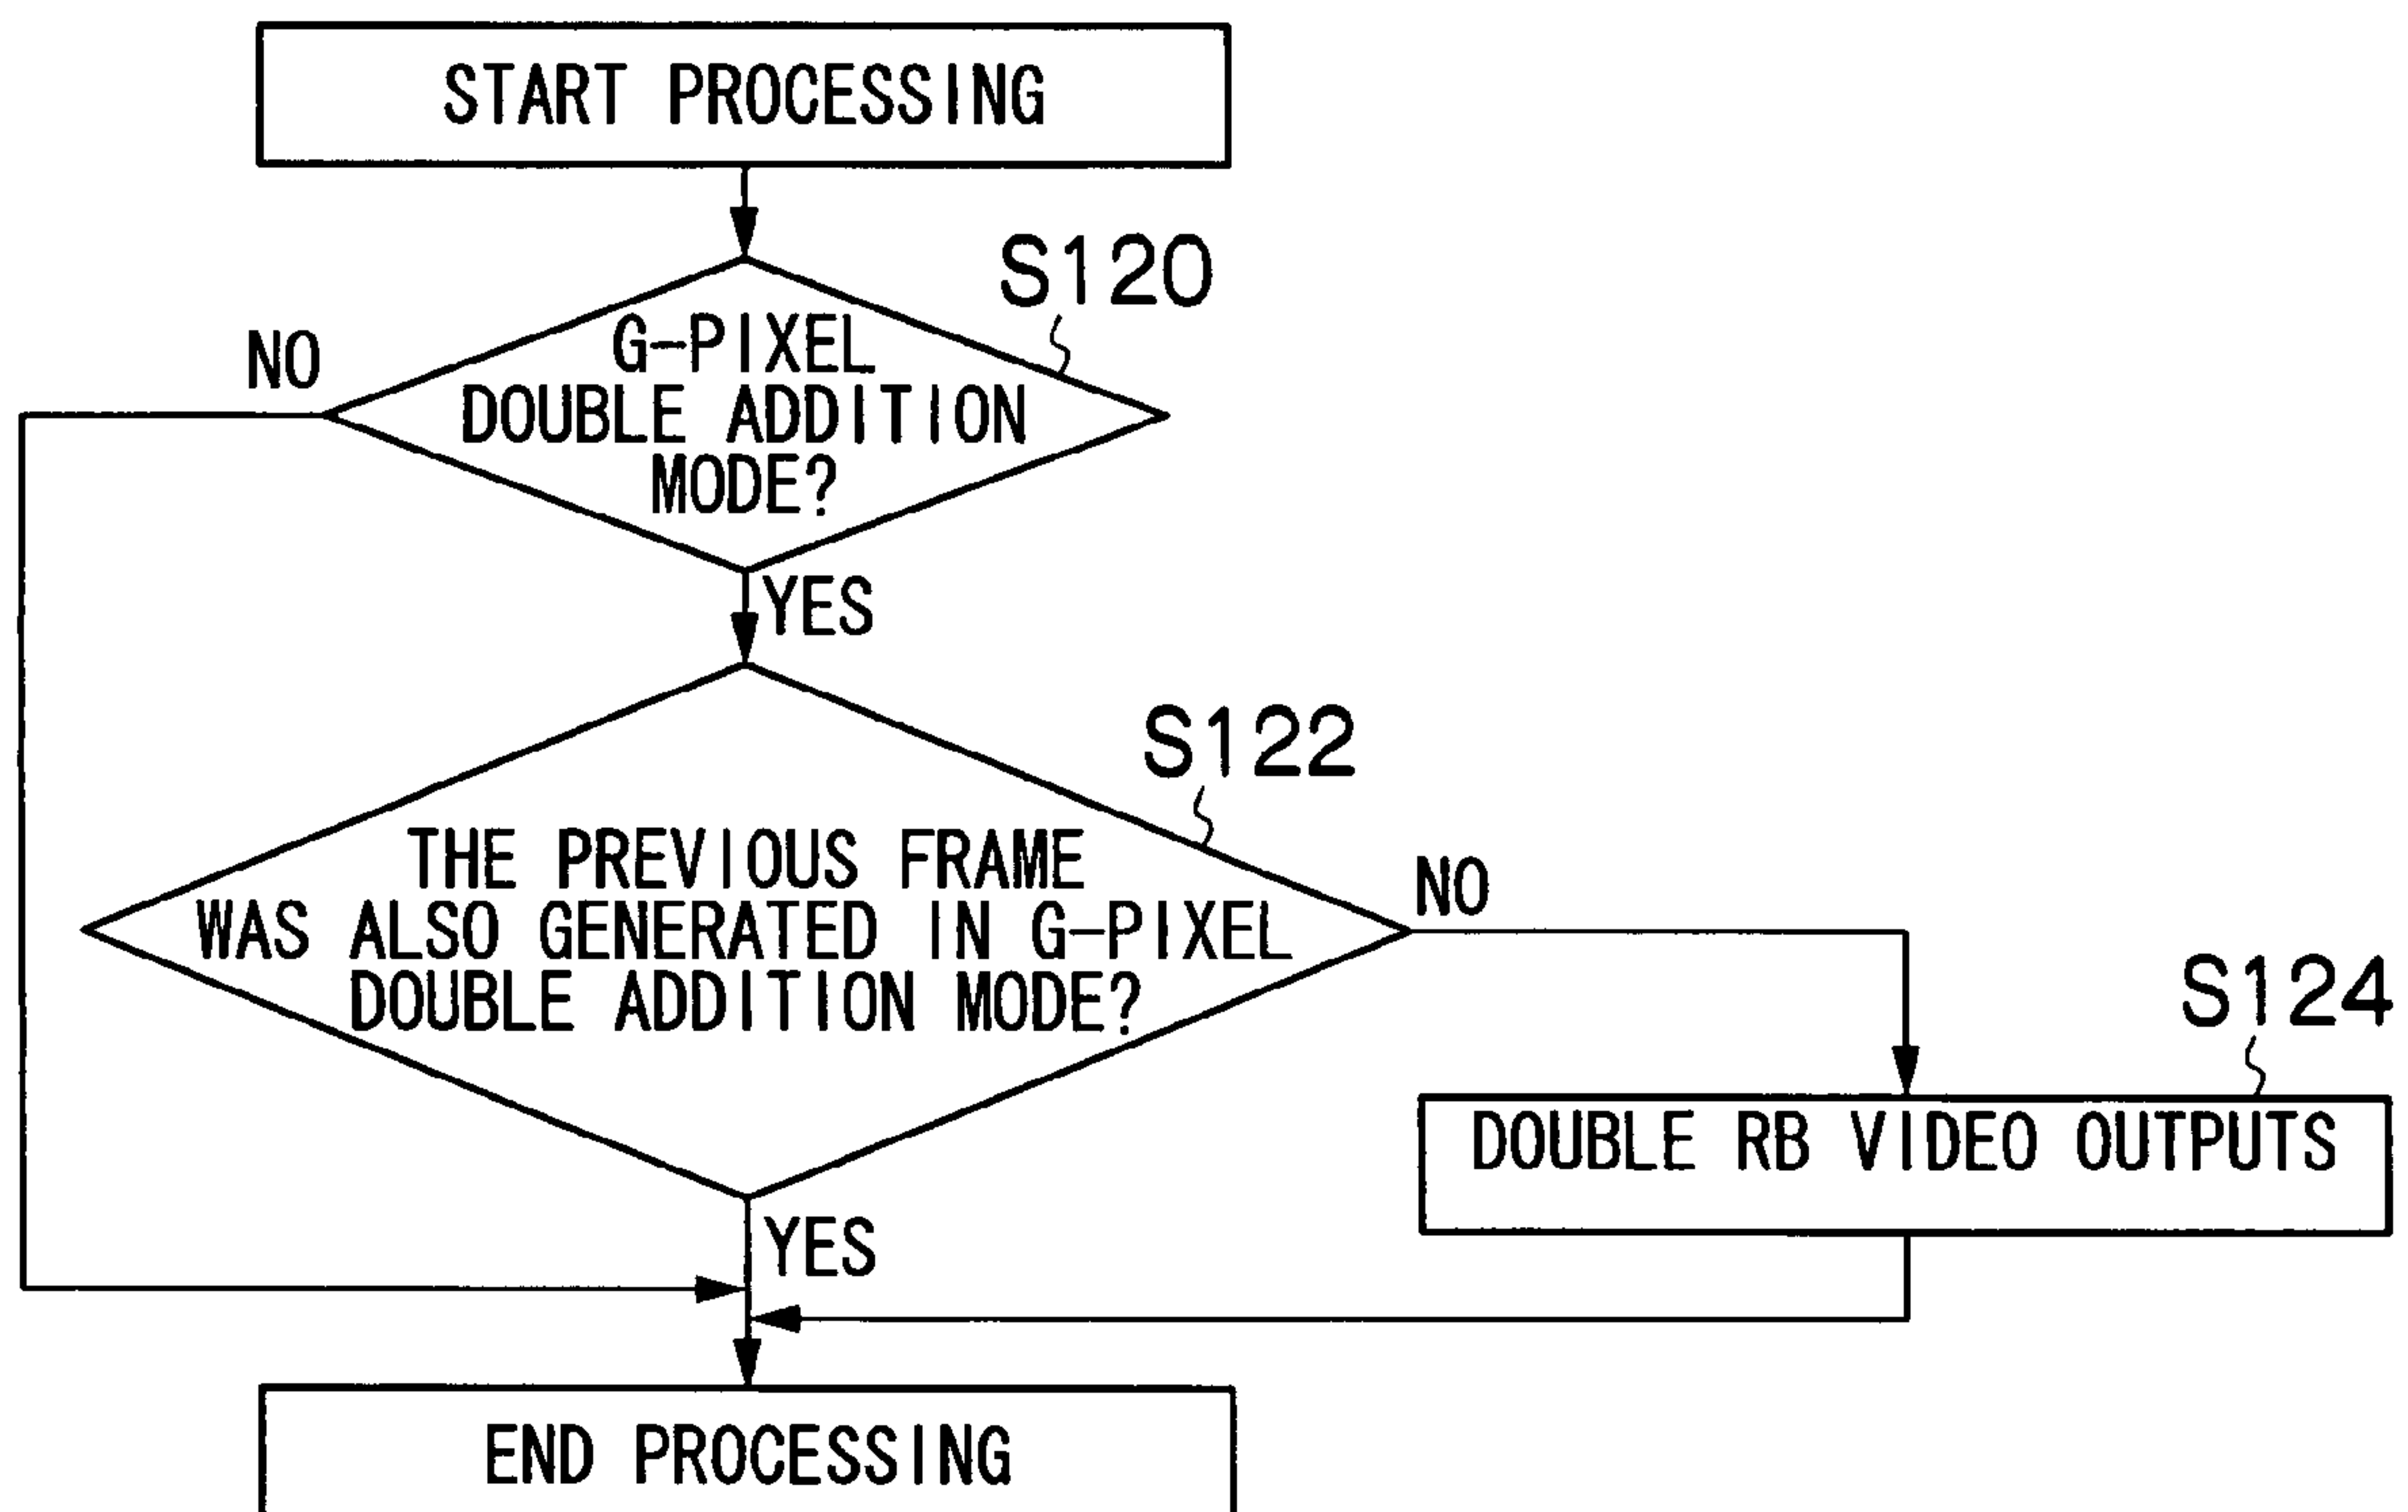 START PROCESSING
S120
G-PIXEL
DOUBLE ADDITION
MODE?
NO
YES
S122
THE PREVIOUS FRAME
WAS ALSO GENERATED IN G-PIXEL
DOUBLE ADDITION MODE?
NO
S124
DOUBLE RB VIDEO OUTPUTS
YES
END PROCESSING